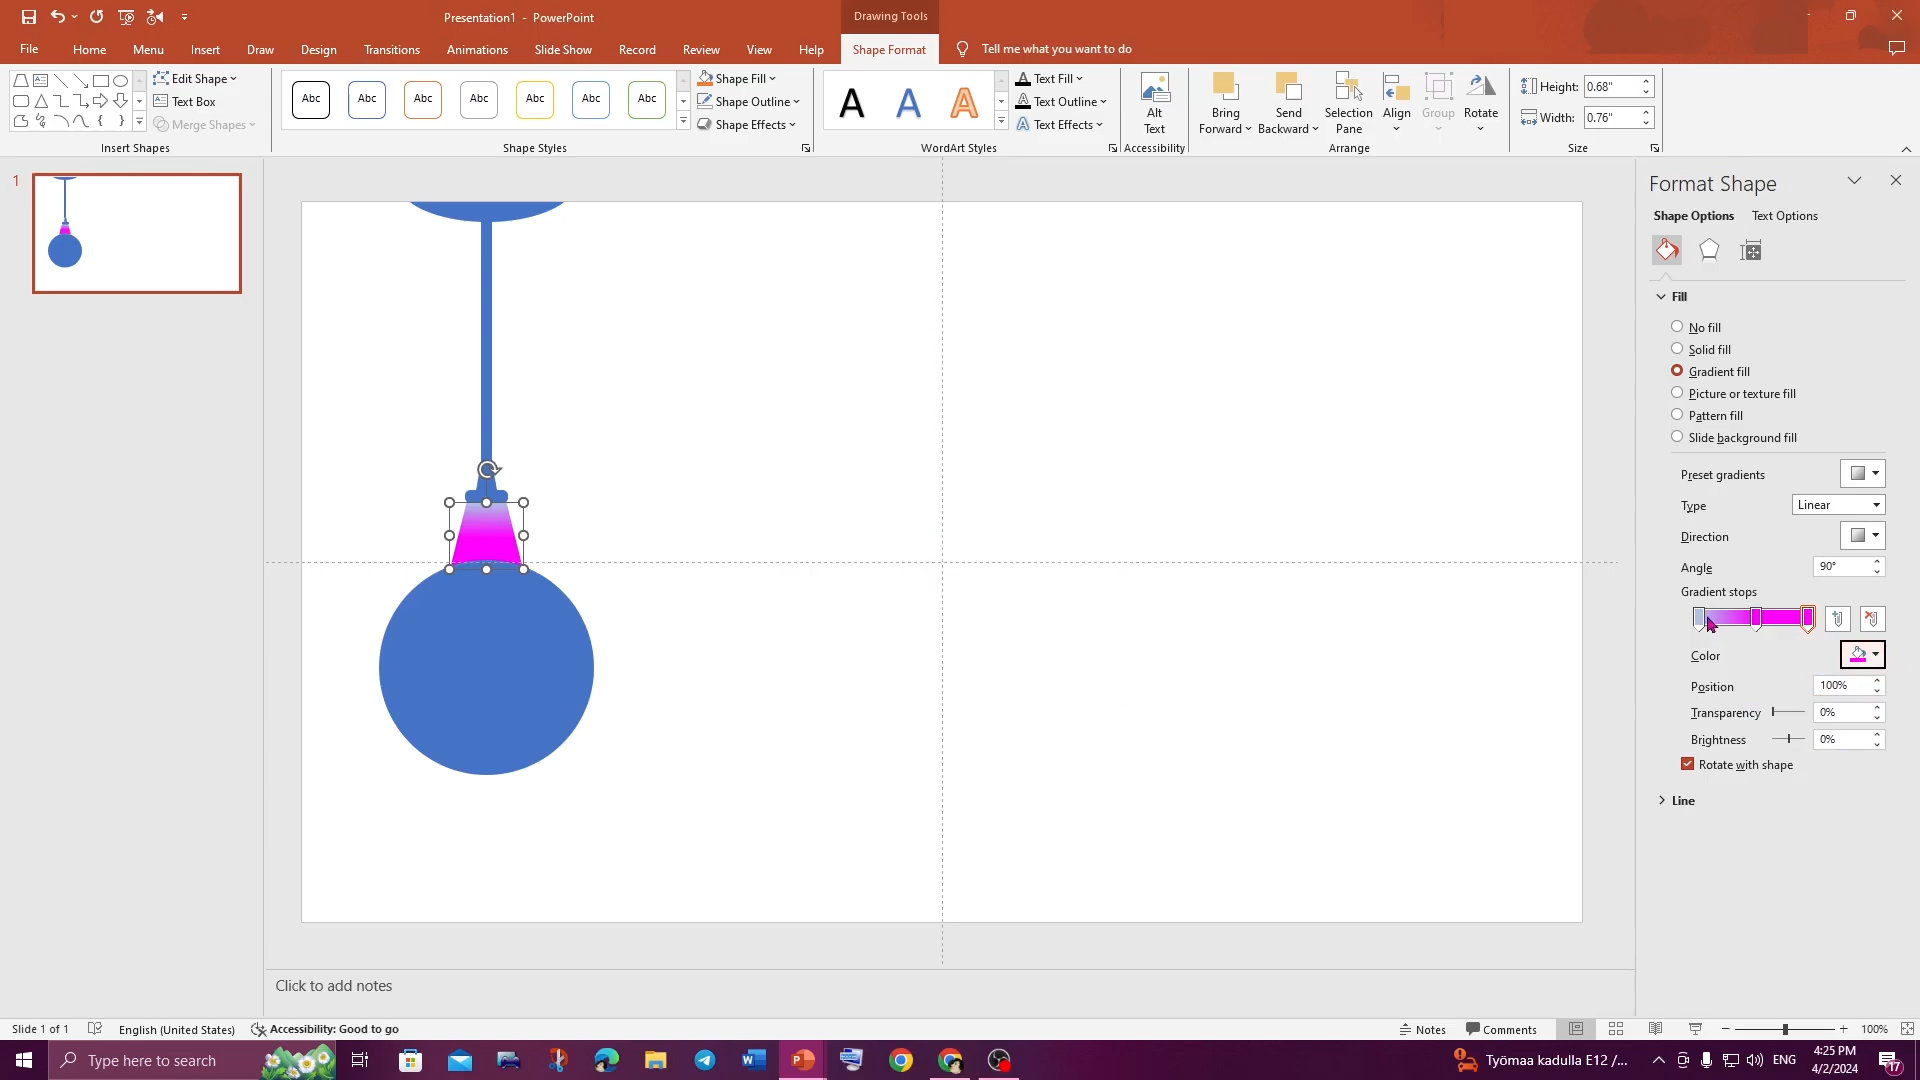 Presentation1 - PowerPoint
Drawing Tools
File Home Menu Insert Draw Design Transitions Animations Slide Show Record Review View Help Shape Format Tell me what you want to do
Edit Shape
Text Box
Merge Shapes
Insert Shapes
Abc Abc Abc Abc Abc Abc Abc
Shape Fill
Shape Outline
Shape Effects
Shape Styles
A A A
Text Fill
Text Outline
Text Effects
WordArt Styles
Alt
Text
Accessibility
Bring
Forward
Send
Backward
Selection
Pane
Align
Group
Rotate
Arrange
Height: 0.68"
Width: 0.76"
Size
1
Format Shape
Shape Options Text Options
Fill
No fill
Solid fill
Gradient fill
Picture or texture fill
Pattern fill
Slide background fill
Preset gradients
Type Linear
Direction
Angle 90°
Gradient stops
Color
Position 100%
Transparency 0%
Brightness 0%
Rotate with shape
Line
Click to add notes
Slide 1 of 1 English (United States) Accessibility: Good to go Notes Comments 100%
Type here to search
Työmaa kadulla E12 /...
ENG
4:25 PM
4/2/2024
17